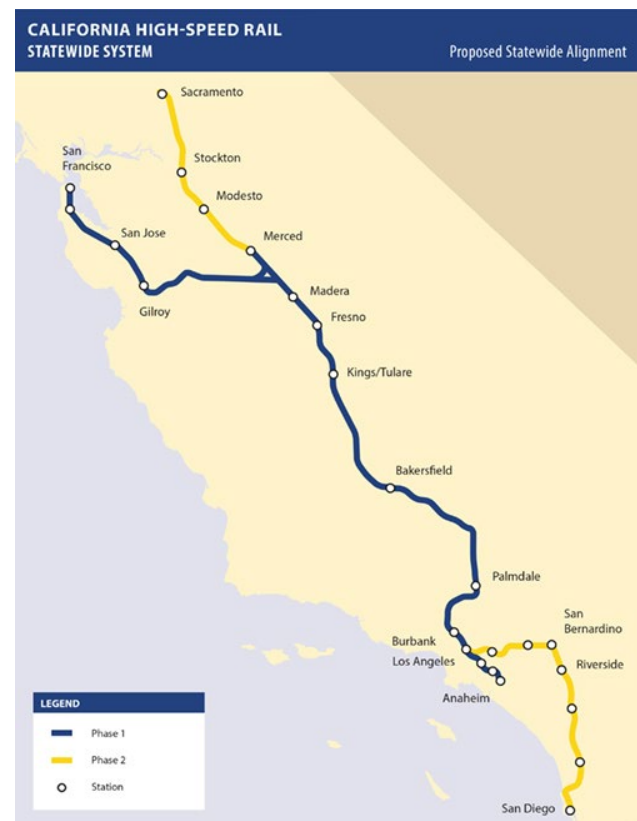 CALIFORNIA HIGH-SPEED RAIL
STATEWIDE SYSTEM
Proposed Statewide Alignment
Sacramento
San
Francisco
Stockton
Modesto
San Jose
Merced
Gilroy
Madera
Fresno
Kings/Tulare
Bakersfield
Palmdale
San
Bernardino
Burbank
Los Angeles
Riverside
Anaheim
San Diego
LEGEND
Phase 1
Phase 2
Station